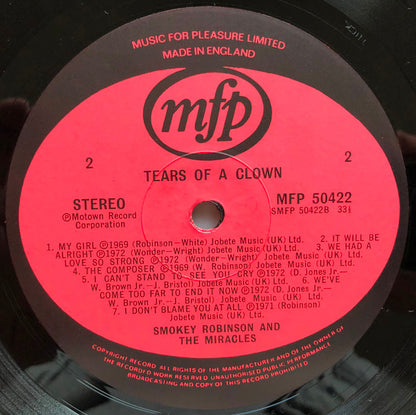 MUSIC FOR PLEASURE LIMITED
MADE IN ENGLAND
mfp
2
2
TEARS OF A CLOWN
STEREO
MFP 50422
℗Motown Record
Corporation
SMFP 50422B 33⅓
1. MY GIRL ℗1969 (Robinson—White) Jobete Music (UK) Ltd. 2. IT WILL BE
ALRIGHT ℗1972 (Wonder-Wright) Jobete Music (UK) Ltd. 3. WE HAD A
LOVE SO STRONG ℗1972 (Wonder-Wright) Jobete Music (UK) Ltd.
4. THE COMPOSER ℗1969 (W. Robinson) Jobete Music (UK) Ltd.
5. I CAN'T STAND TO SEE YOU CRY ℗1972 (D. Jones Jr—
W. Brown Jr.—J. Bristol) Jobete Music (UK) Ltd. 6. WE'VE
COME TOO FAR TO END IT NOW ℗1972 (D. Jones Jr—
W. Brown Jr—J. Bristol) Jobete Music (UK) Ltd.
7. I DON'T BLAME YOU AT ALL ℗1971 (Robinson)
Jobete Music (UK) Ltd.
SMOKEY ROBINSON AND
THE MIRACLES
COPYRIGHT RECORD ALL RIGHTS OF THE MANUFACTURER AND OF THE OWNER OF
THE RECORDED WORK RESERVED UNAUTHORISED PUBLIC PERFORMANCE
BROADCASTING AND COPY OF THIS RECORD PROHIBITED